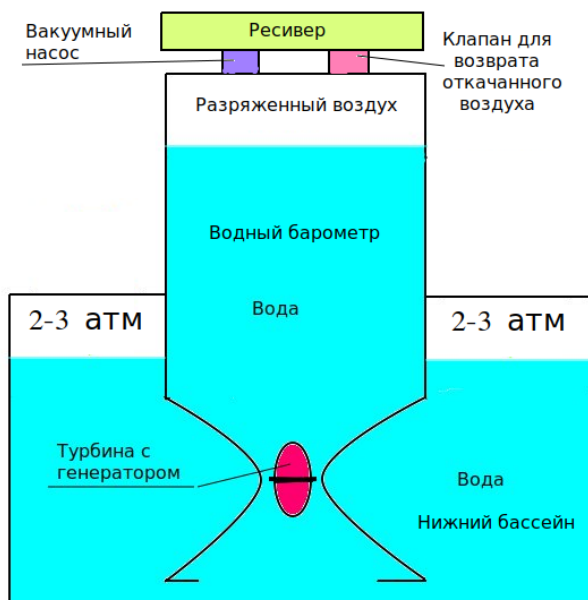 Вакуумный
насос
Ресивер
Клапан для
возврата
откачанного
воздуха
Разряженный воздух
Водный барометр
Вода
2-3 атм
2-3 атм
Турбина с
генератором
Вода
Нижний бассейн